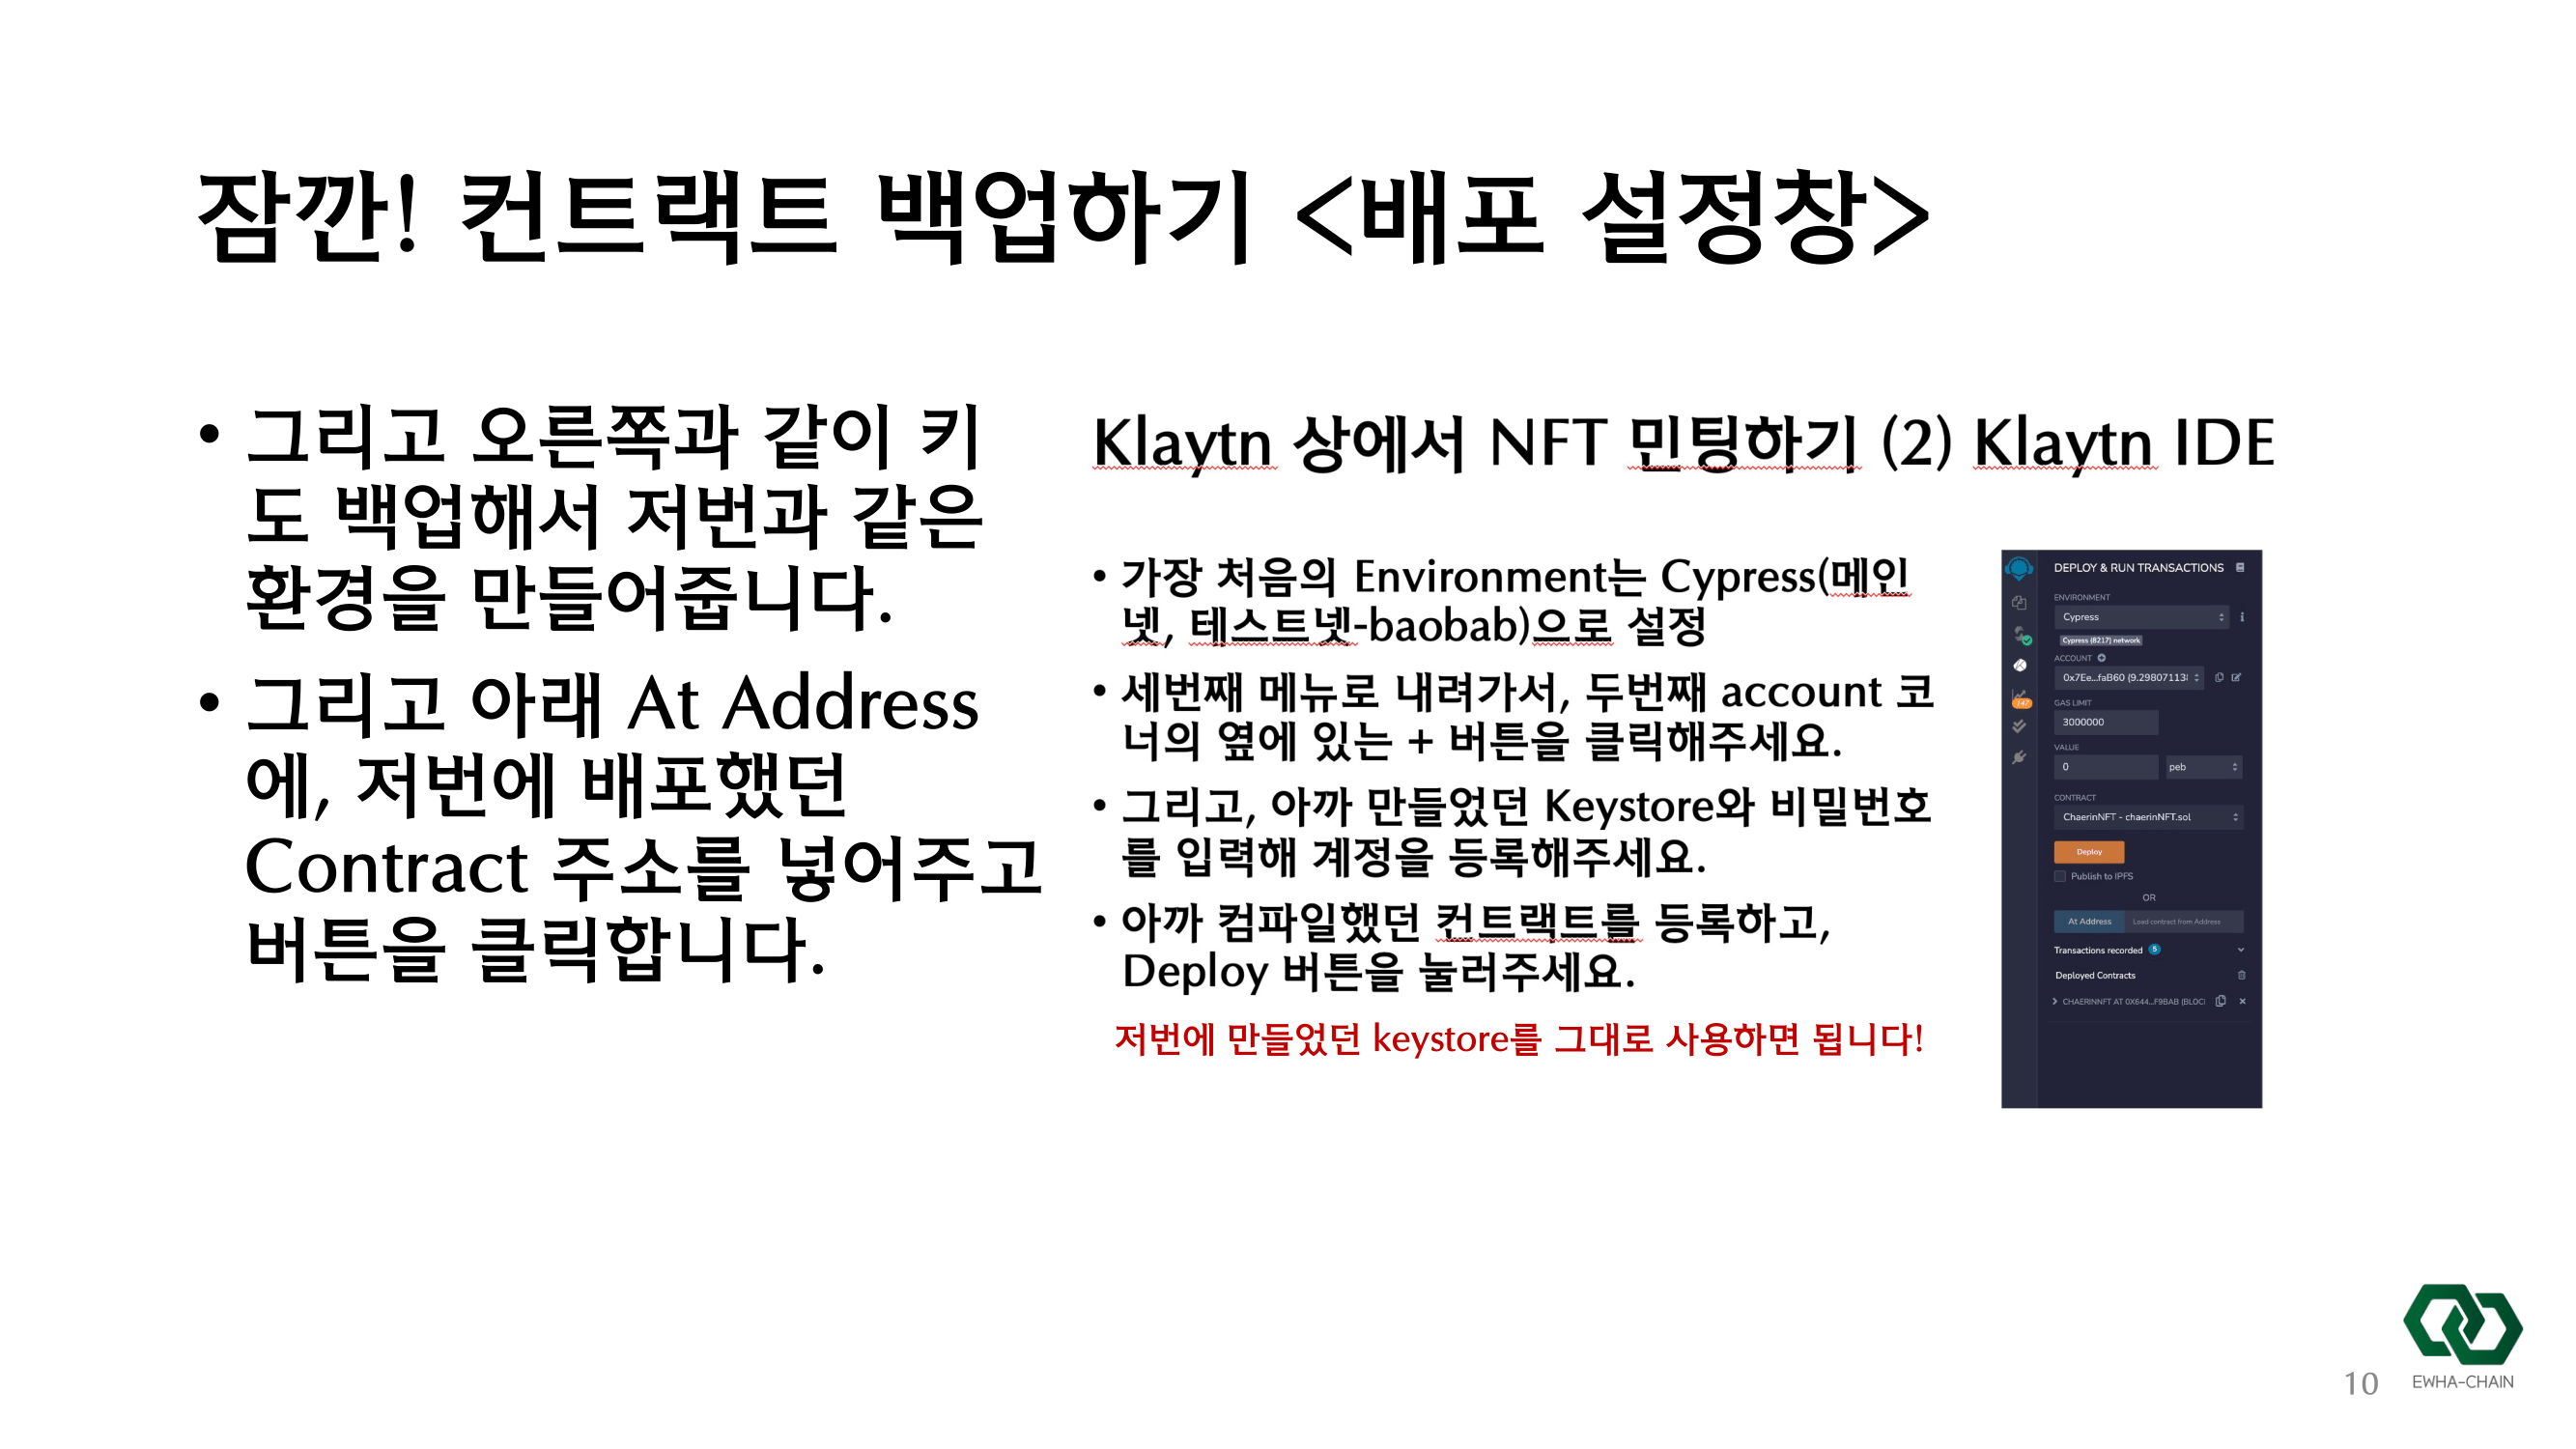 잠깐! 컨트랙트 백업하기 <배포 설정창>
• 그리고 오른쪽과 같이 키
도 백업해서 저번과 같은
환경을 만들어줍니다.
• 그리고 아래 At Address
에, 저번에 배포했던
Contract 주소를 넣어주고
버튼을 클릭합니다.
Klaytn 상에서 NFT 민팅하기 (2) Klaytn IDE
• 가장 처음의 Environment는 Cypress(메인
넷, 테스트넷-baobab)으로 설정
• 세번째 메뉴로 내려가서, 두번째 account 코
너의 옆에 있는 + 버튼을 클릭해주세요.
• 그리고, 아까 만들었던 Keystore와 비밀번호
를 입력해 계정을 등록해주세요.
• 아까 컴파일했던 컨트랙트를 등록하고,
Deploy 버튼을 눌러주세요.
저번에 만들었던 keystore를 그대로 사용하면 됩니다!
DEPLOY & RUN TRANSACTIONS
ENVIRONMENT
Cypress
Cypress (8217) network
ACCOUNT
0x7Ee...faB60 (9.29807113
GAS LIMIT
3000000
VALUE
0 peb
CONTRACT
ChaerinNFT - chaerinNFT.sol
Deploy
Publish to IPFS
OR
At Address Load contract from Address
Transactions recorded 5
Deployed Contracts
CHAERINNFT AT 0X644...F9BAB (BLOC
147
10
EWHA-CHAIN